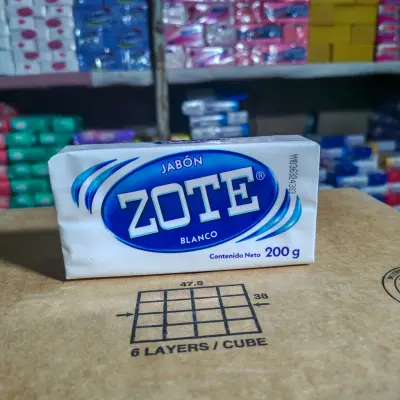 JABÓN
ZOTE®
BLANCO
Contenido Neto 200 g
47.5
38
6 LAYERS / CUBE